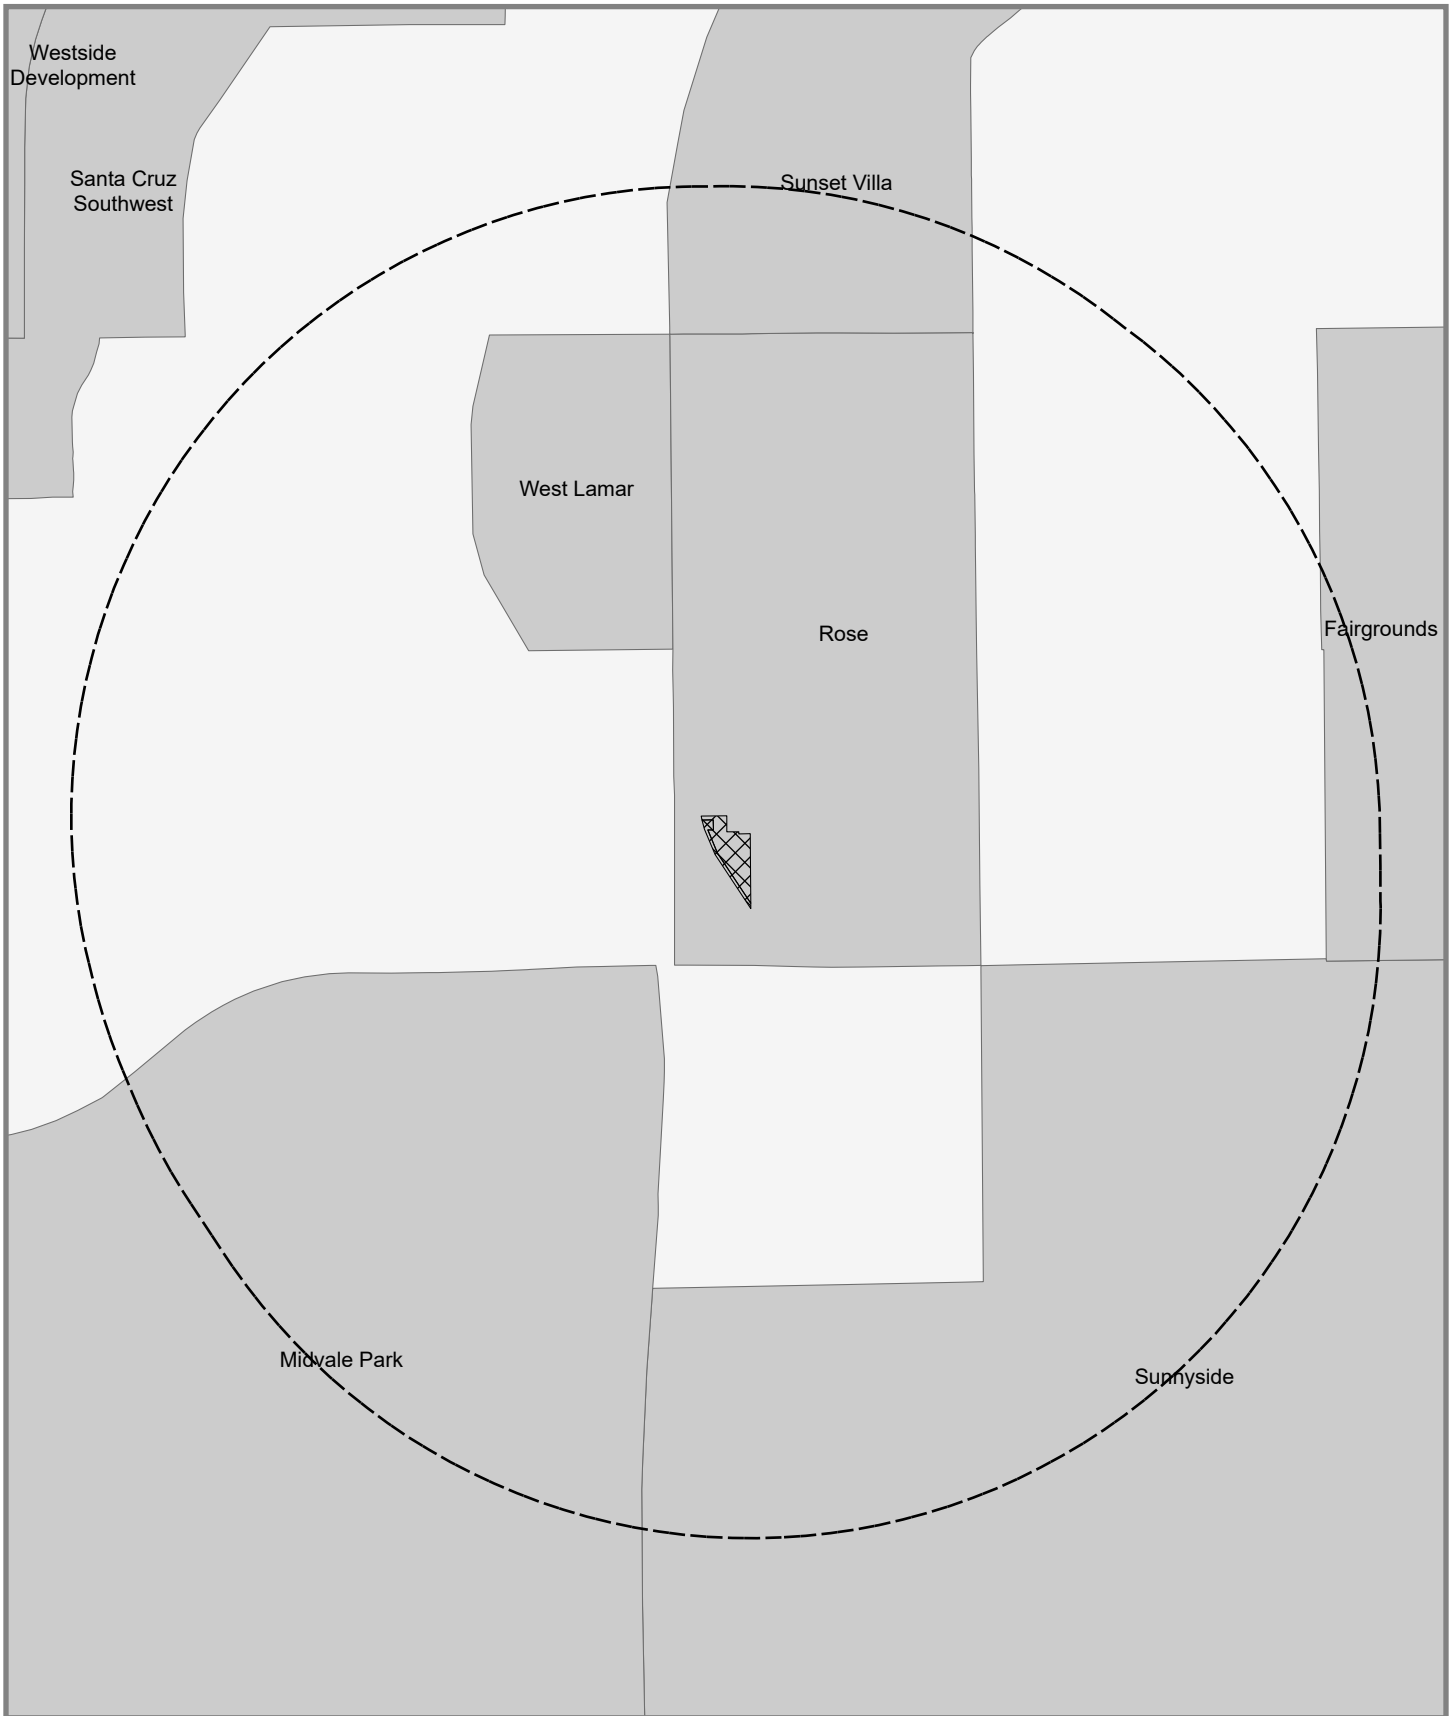 Westside
Development
Santa Cruz
Southwest
Sunset Villa
West Lamar
Rose
Fairgrounds
Midvale Park
Sunnyside